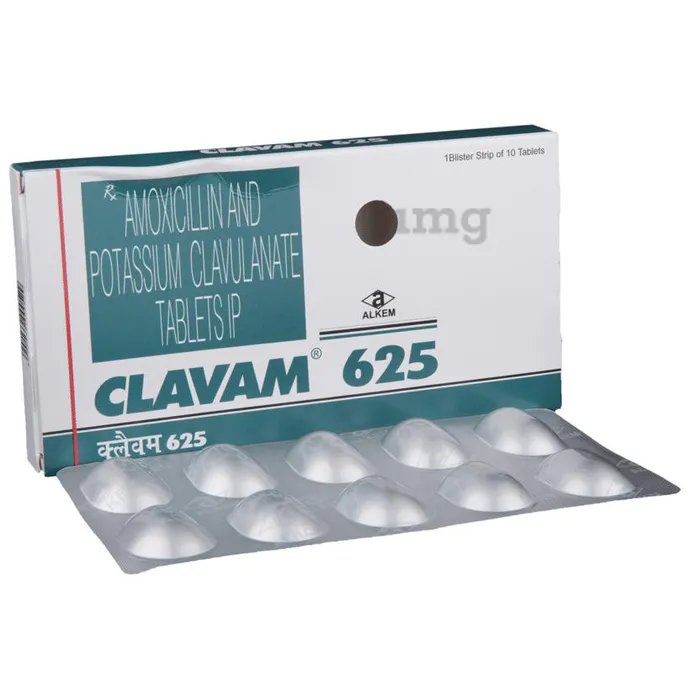 CLAVAM 625
1Blister Strip of 10 Tablets
Rx
AMOXICILLIN AND
POTASSIUM CLAVULANATE
TABLETS IP
amg
a
ALKEM
CLAVAM® 625
क्लैवम 625